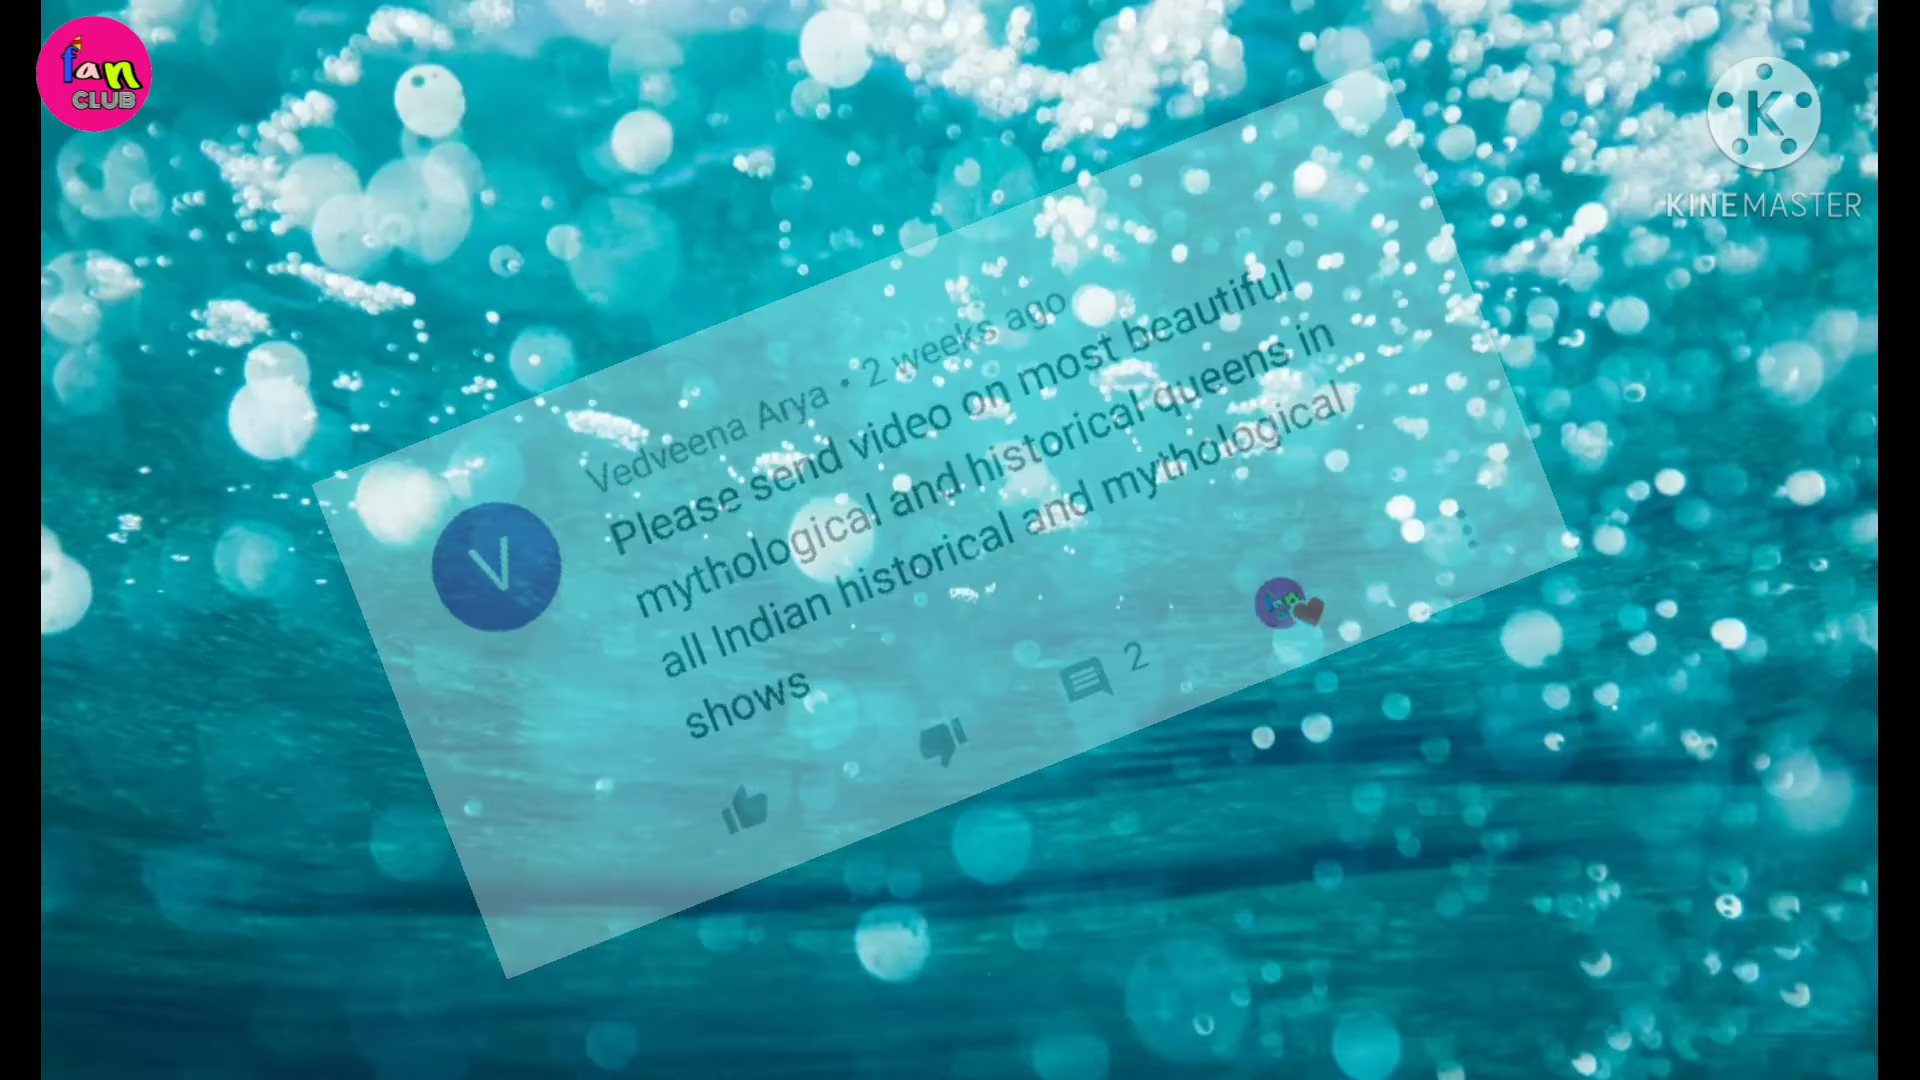 fan
CLUB
K
KINEMASTER
Vedveena Arya • 2 weeks ago
Please send video on most beautiful
mythological and historical queens in
all Indian historical and mythological
shows
V
2